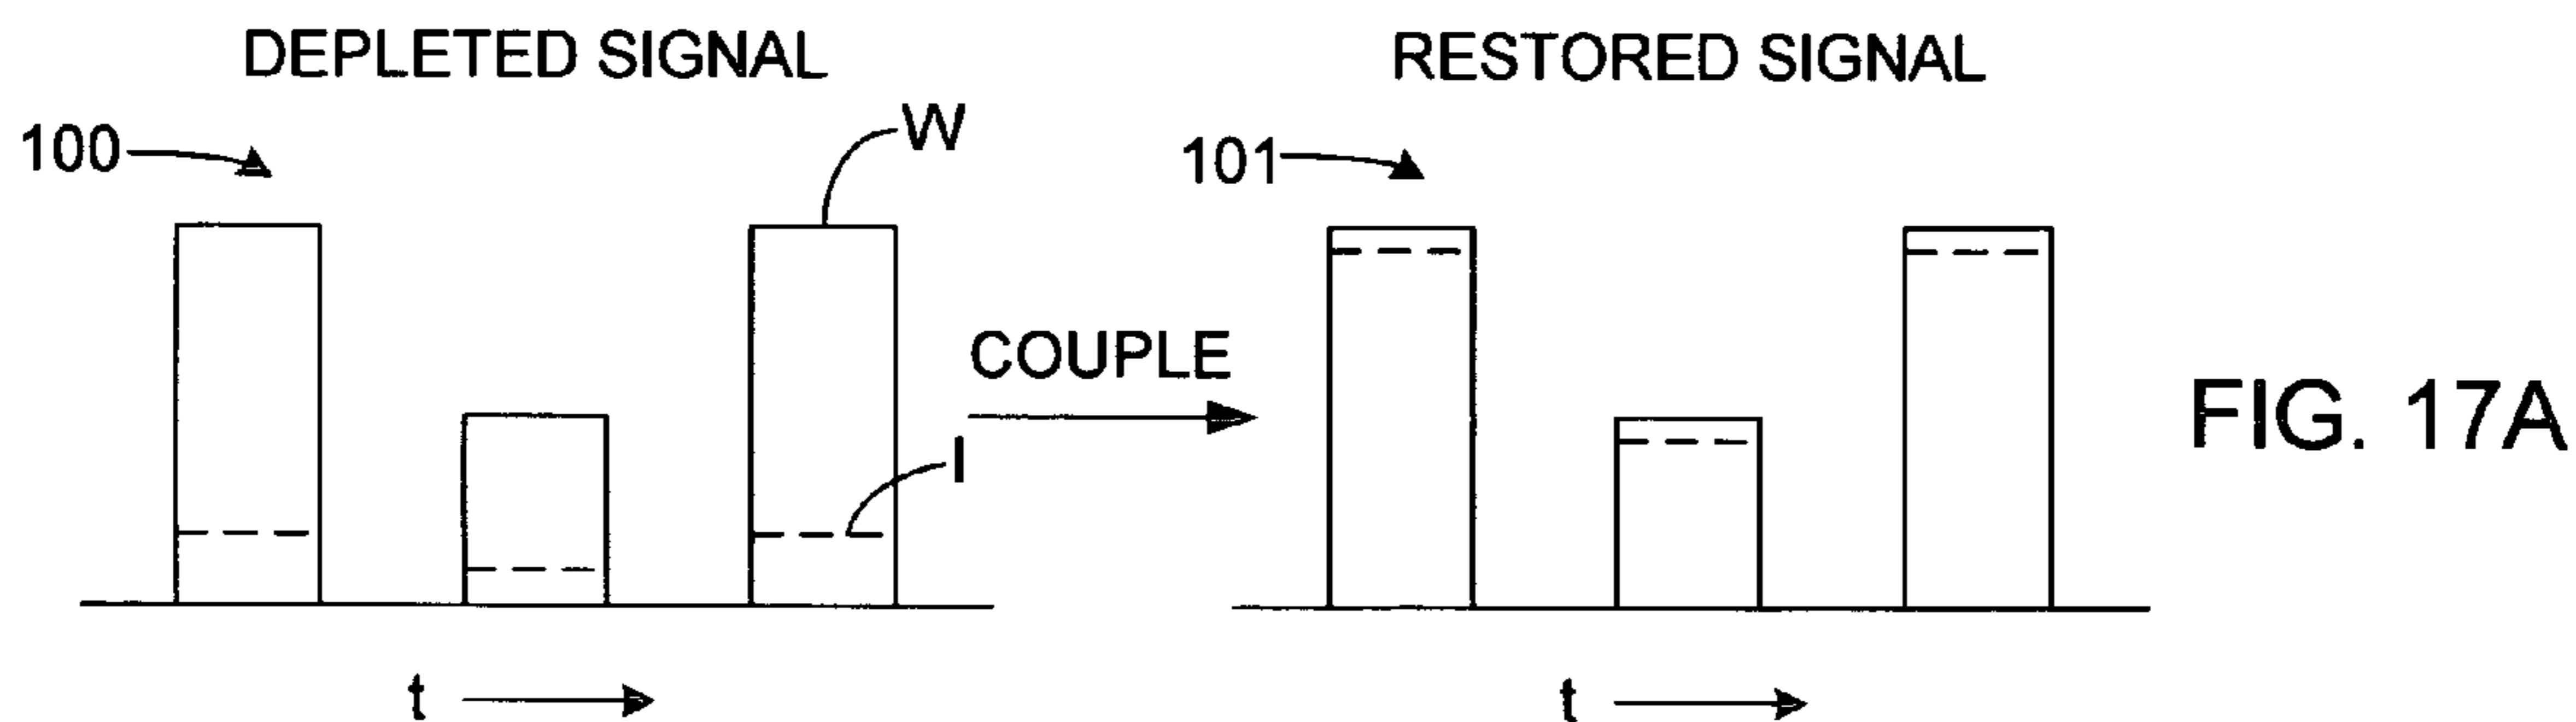 DEPLETED SIGNAL
RESTORED SIGNAL
100
W
101
COUPLE
I
FIG. 17A
t
t